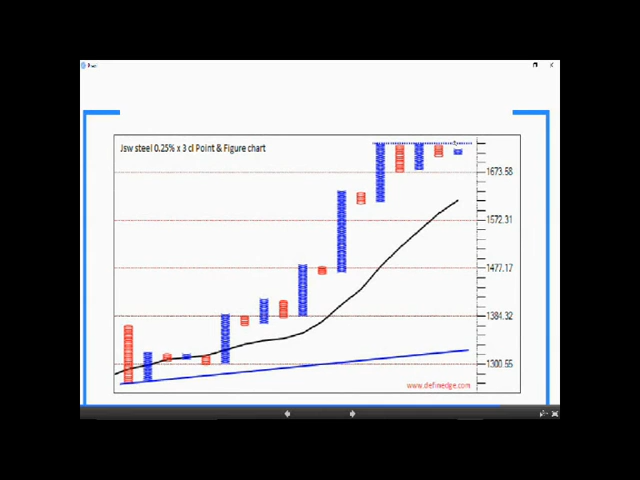 Jsw steel 0.25% x 3 cl Point & Figure chart
1673.58
1572.31
1477.17
1384.32
1300.55
www.definedge.com